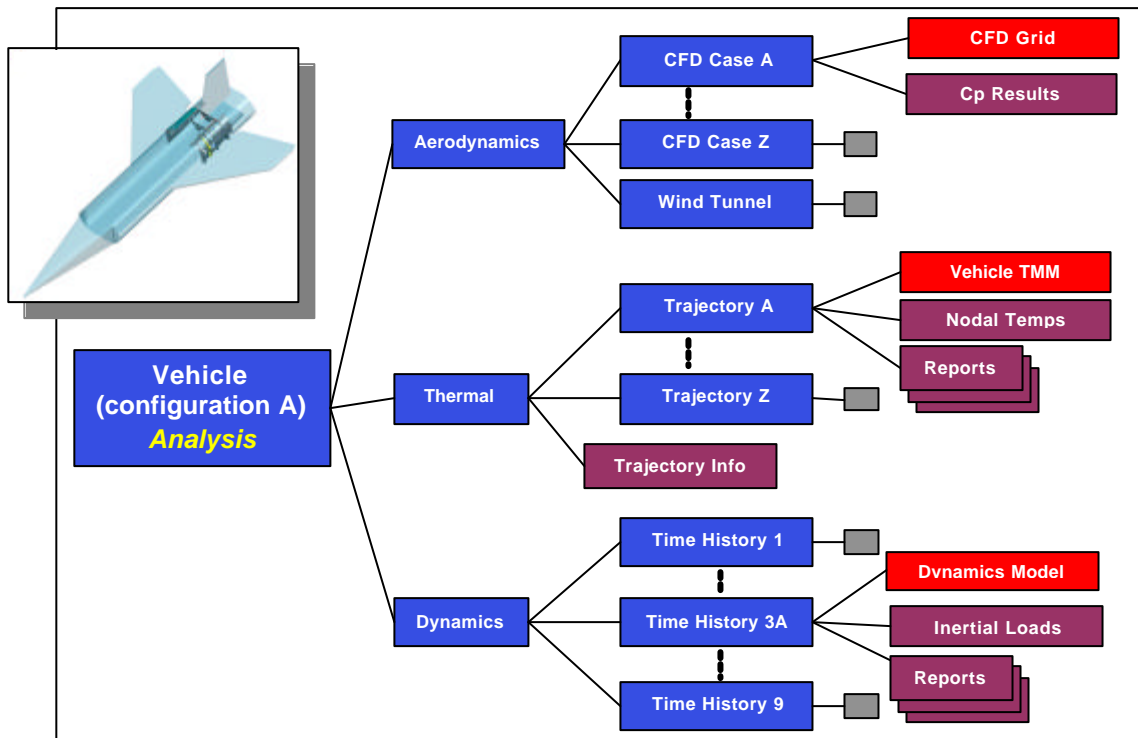 CFD Grid
CFD Case A
Cp Results
Aerodynamics
CFD Case Z
Wind Tunnel
Vehicle TMM
Trajectory A
Nodal Temps
Reports
Vehicle
(configuration A)
Analysis
Thermal
Trajectory Z
Trajectory Info
Time History 1
Dvnamics Model
Dynamics
Time History 3A
Inertial Loads
Reports
Time History 9